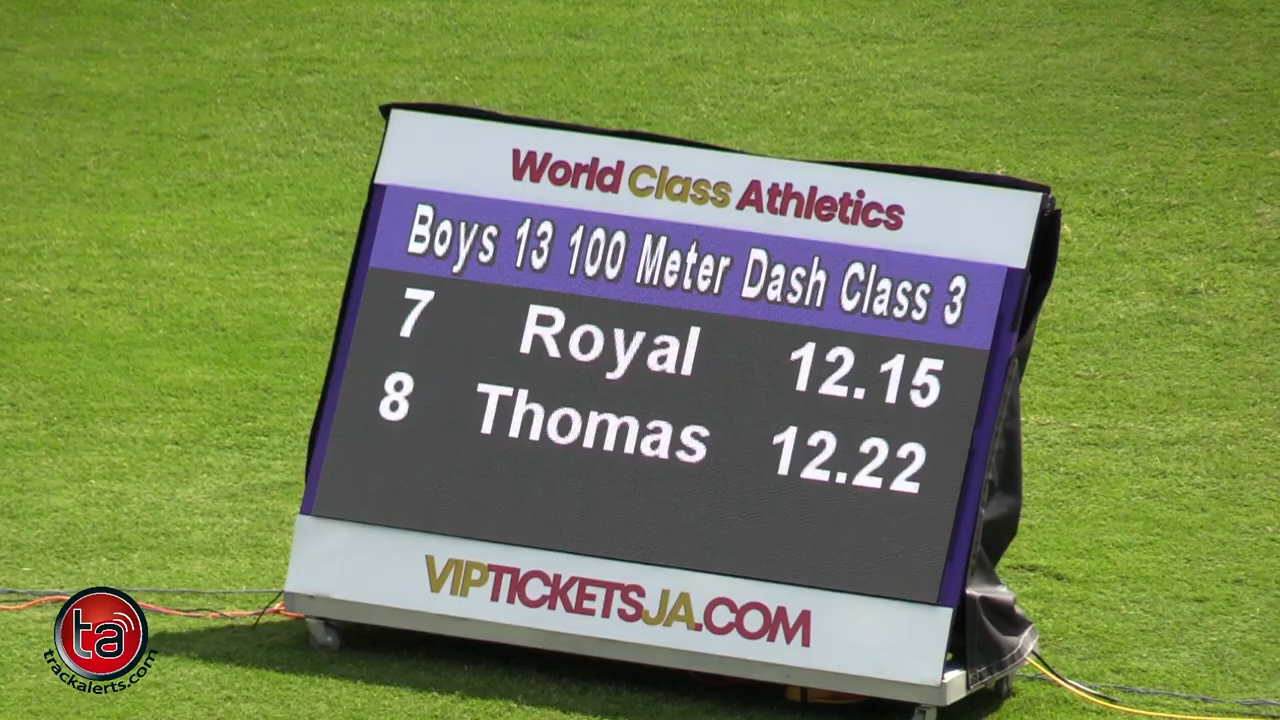 World Class Athletics
Boys 13 100 Meter Dash Class 3
7 Royal 12.15
8 Thomas 12.22
VIPTICKETSJA.COM
ta
trackalerts.com